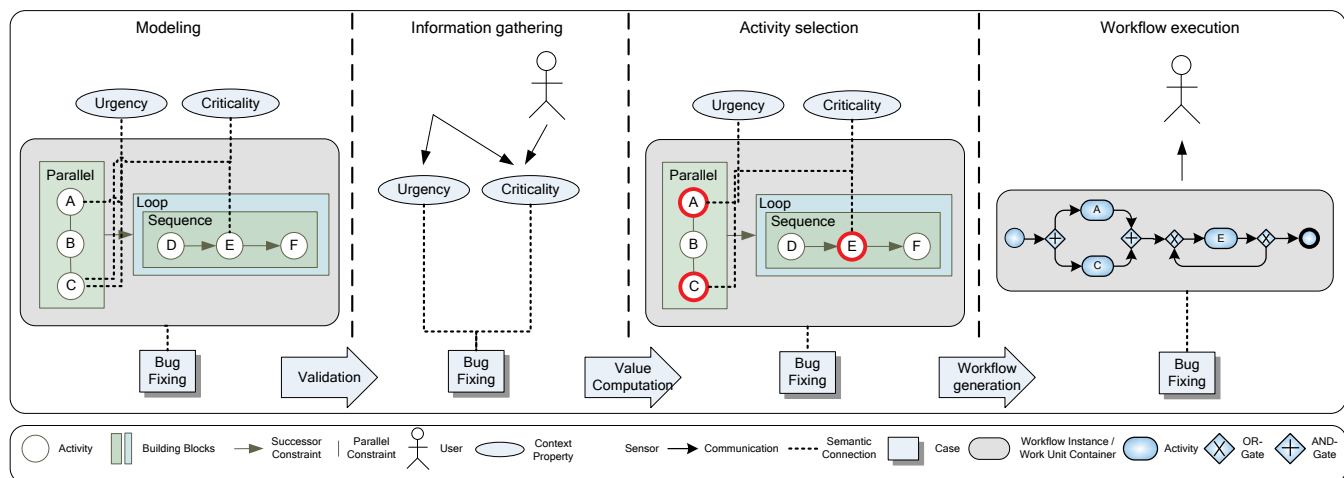 Modeling
Information gathering
Activity selection
Workflow execution
Urgency
Criticality
Parallel
A
B
C
Loop
Sequence
D
E
F
Bug
Fixing
Validation
Urgency
Criticality
Bug
Fixing
Value
Computation
Urgency
Criticality
Parallel
A
B
C
Loop
Sequence
D
E
F
Bug
Fixing
Workflow
generation
A
C
E
Bug
Fixing
Activity
Building Blocks
Successor
Constraint
Parallel
Constraint
User
Context
Property
Sensor
Communication
Semantic
Connection
Case
Workflow Instance /
Work Unit Container
Activity
OR-
Gate
AND-
Gate